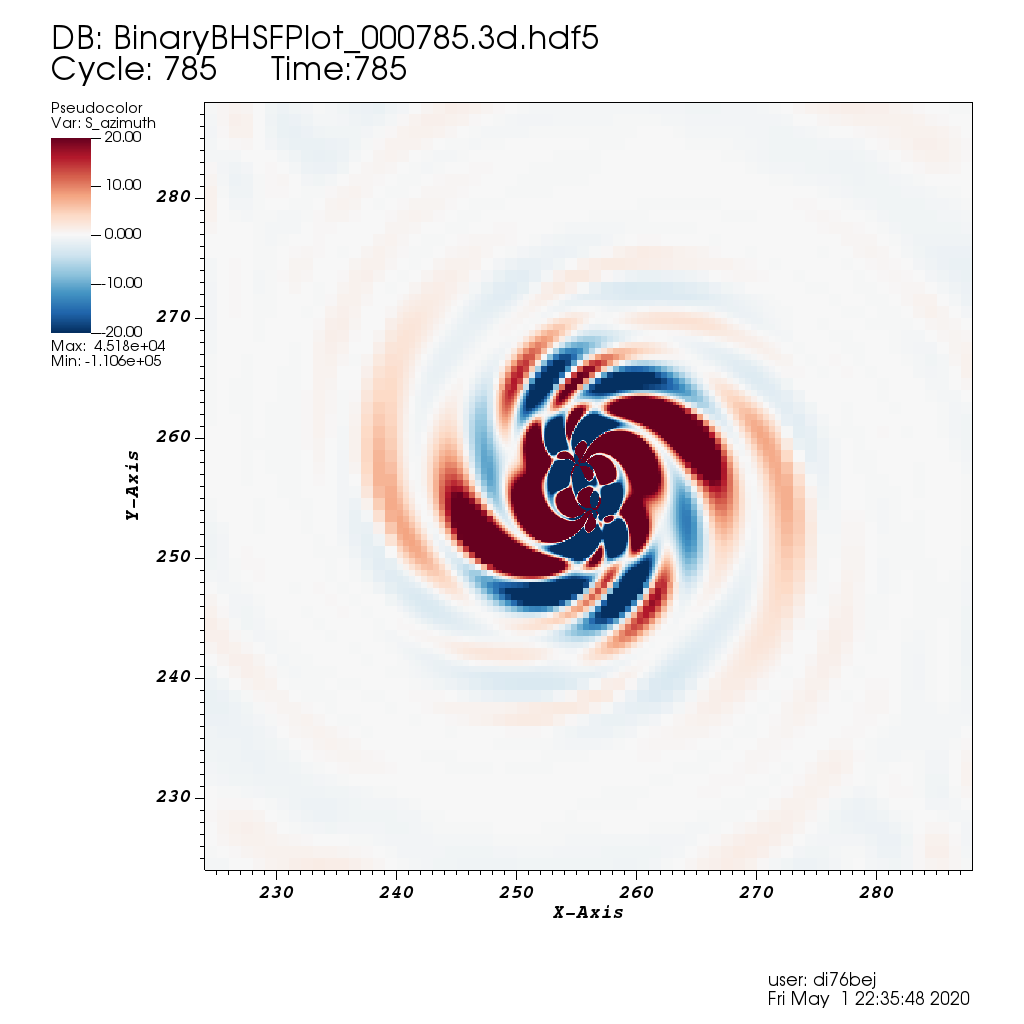 DB: BinaryBHSFPlot_000785.3d.hdf5
Cycle: 785 Time:785
Pseudocolor
Var: S_azimuth
20.00
10.00
0.000
-10.00
-20.00
Max: 4.518e+04
Min: -1.106e+05
280
270
260
250
240
230
Y-Axis
230 240 250 260 270 280
X-Axis
user: di76bej
Fri May 1 22:35:48 2020